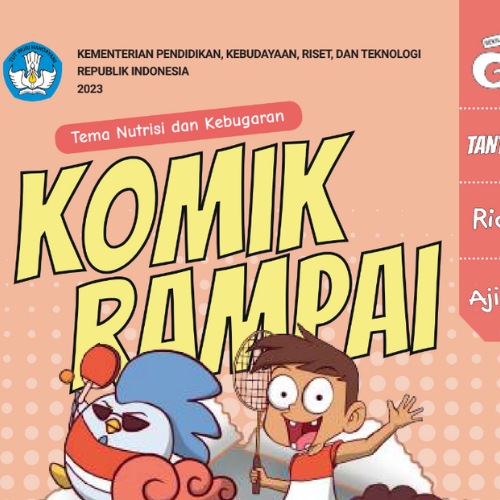 KEMENTERIAN PENDIDIKAN, KEBUDAYAAN, RISET, DAN TEKNOLOGI
REPUBLIK INDONESIA
2023
Tema Nutrisi dan Kebugaran
KOMIK
RAMPAI